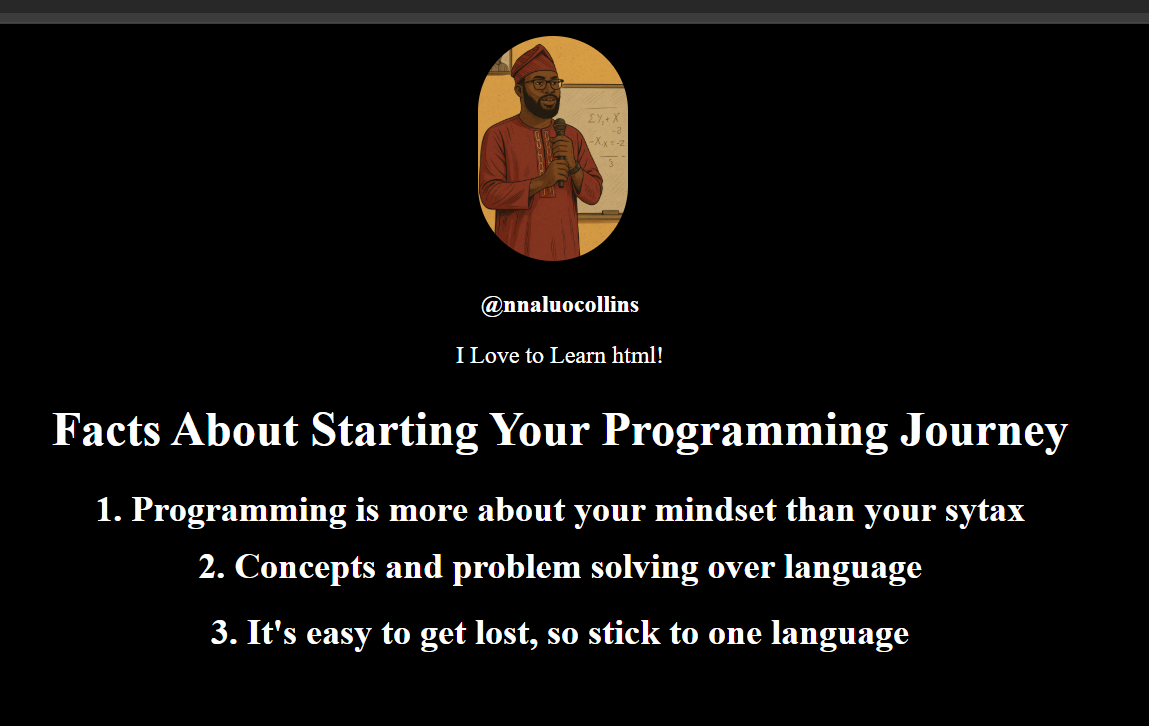 @nnaluocollins
I Love to Learn html!
Facts About Starting Your Programming Journey
1. Programming is more about your mindset than your sytax
2. Concepts and problem solving over language
3. It's easy to get lost, so stick to one language